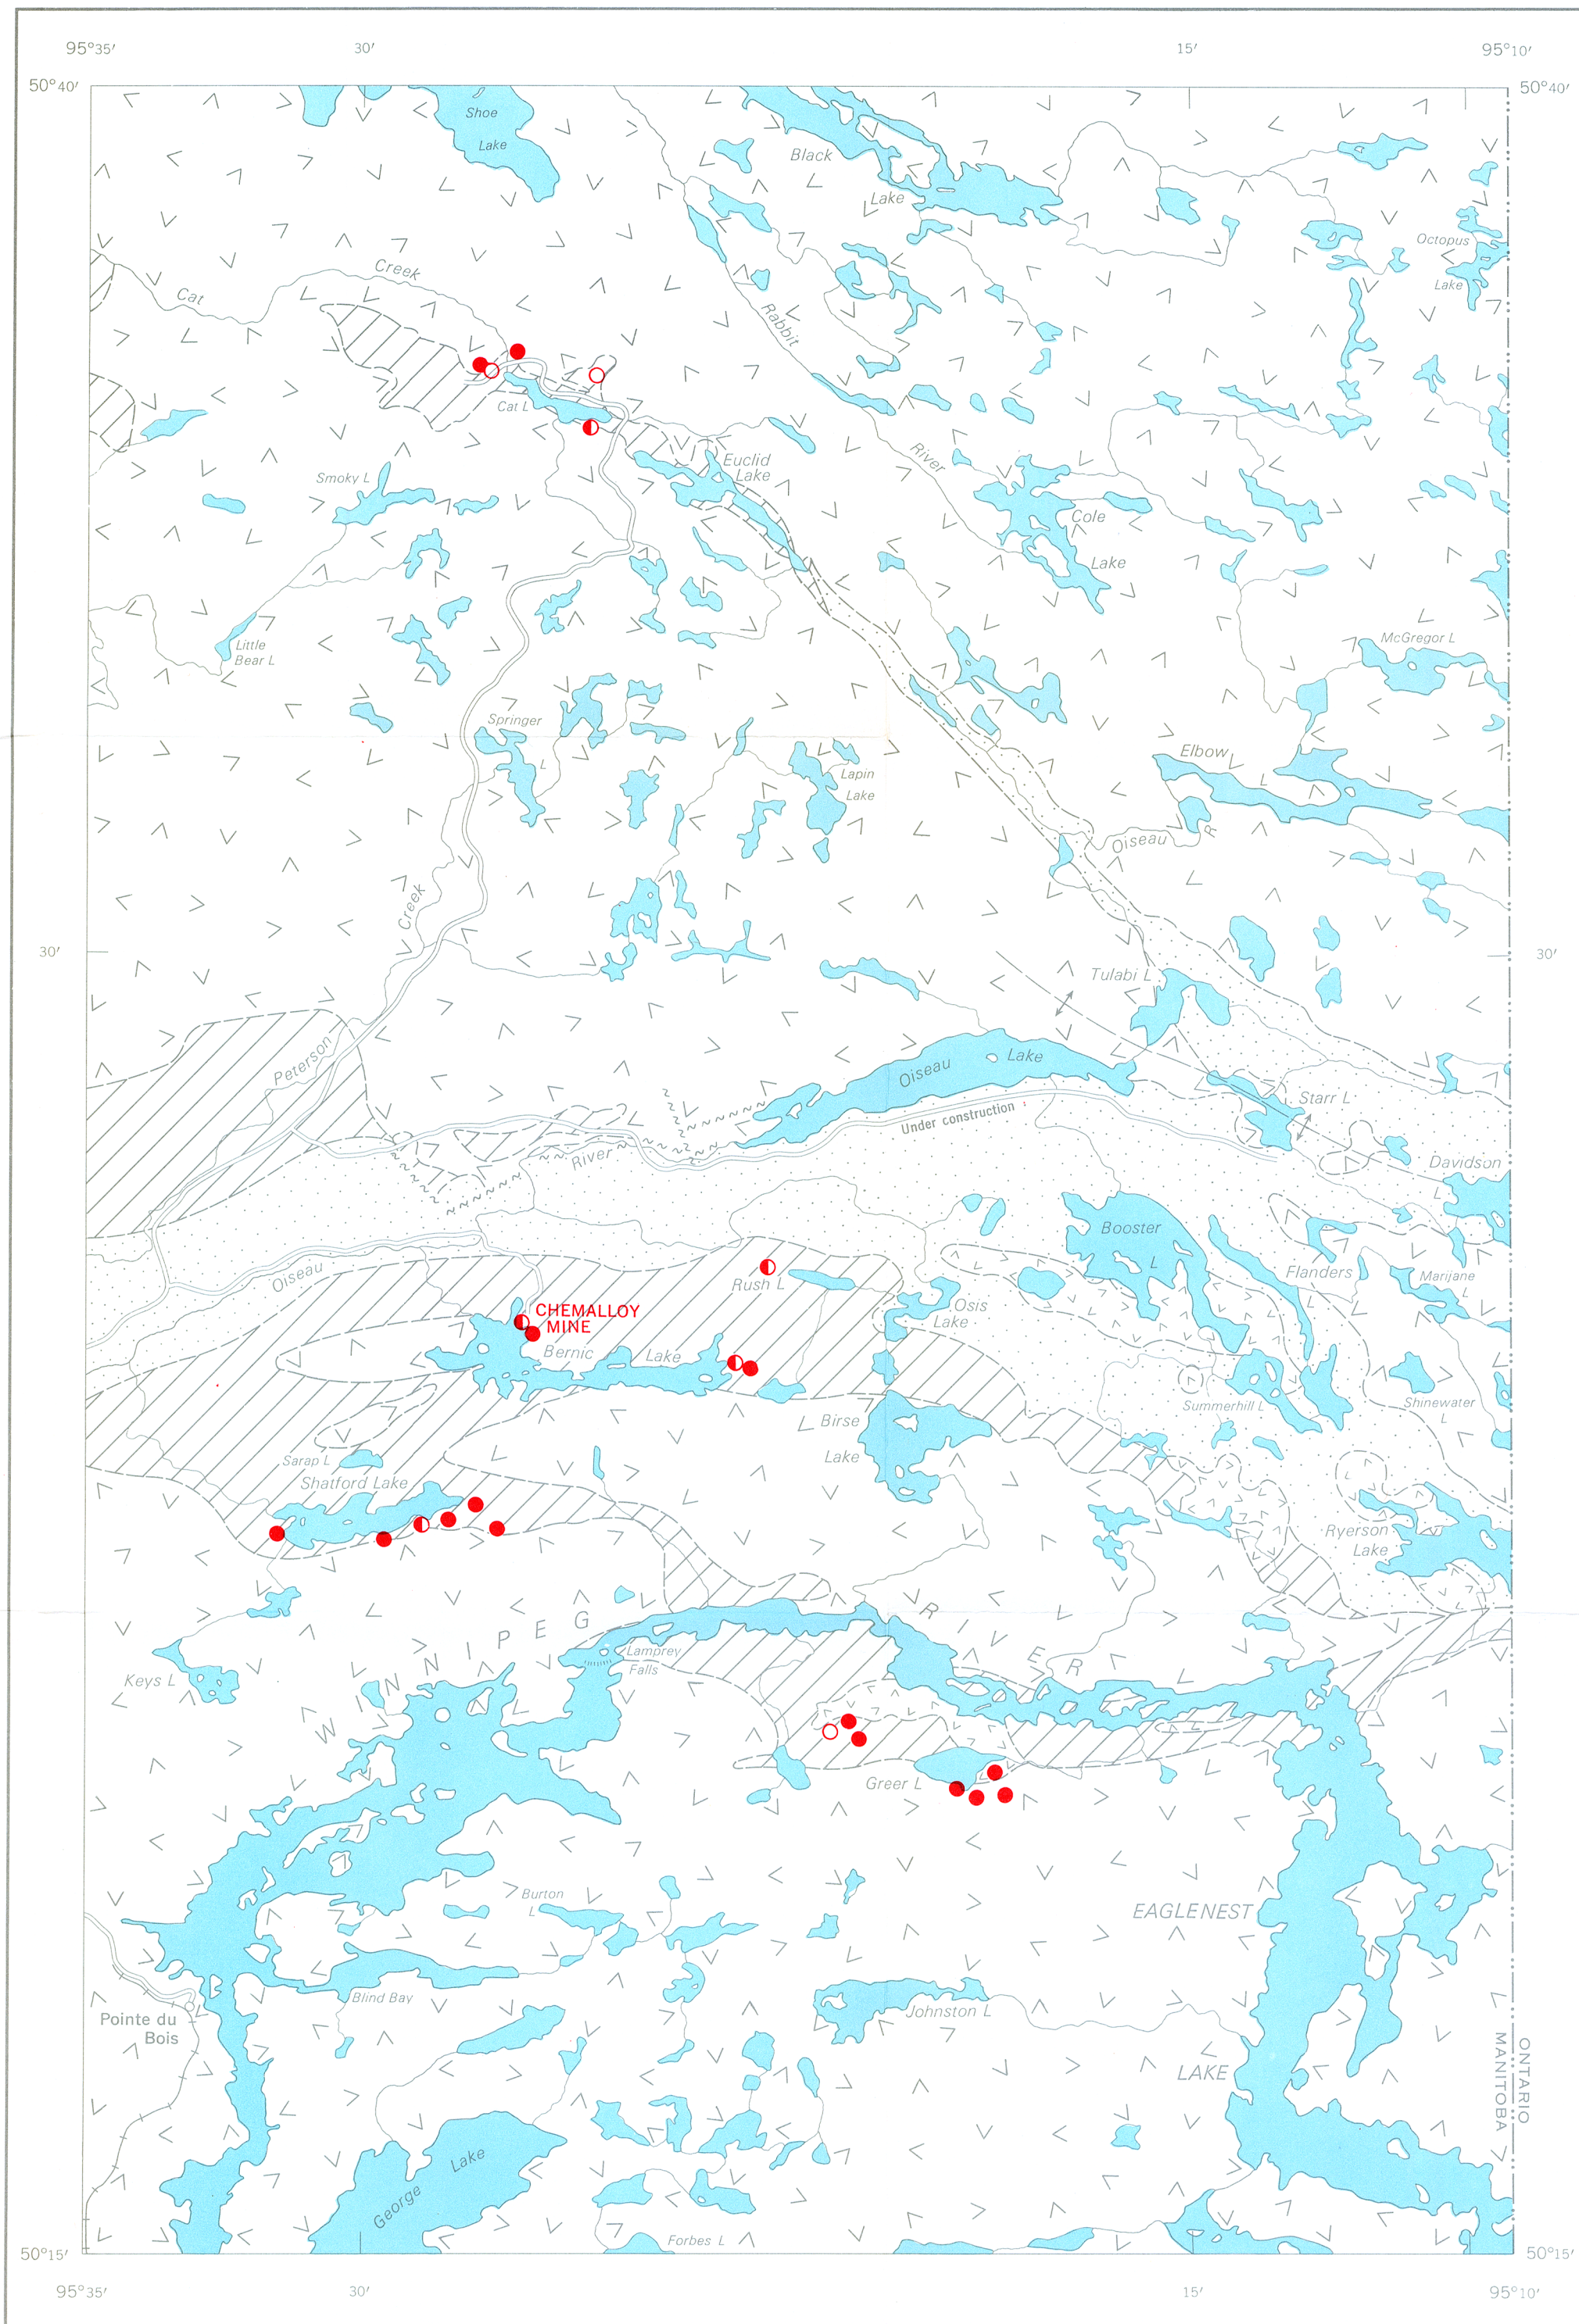 95°35′
30′
15′
95°10′
50°40′
50°40′
Shoe
Lake
Black
Lake
Octopus
Lake
Creek
Cat
Rabbit
Cat L
River
Euclid
Lake
Smoky L
Cole
Lake
Little
Bear L
McGregor L
Springer
L
Elbow L
Lapin
Lake
Oiseau R
Creek
30′
30′
Tulabi L
Peterson
Oiseau Lake
Starr L
Under construction
River
Davidson
L
Booster
L
Oiseau
Rush L
Flanders
Marijane
L
CHEMALLOY
MINE
Osis
Lake
Bernic Lake
Birse
Lake
Summerhill L
Shinewater
L
Sarap L
Shatford Lake
Ryerson
Lake
WINNIPEG RIVER
Lamprey
Falls
Keys L
Greer L
Burton
L
EAGLENEST
LAKE
Blind Bay
Johnston L
Pointe du
Bois
ONTARIO
MANITOBA
George Lake
Forbes L
50°15′
50°15′
95°35′
30′
15′
95°10′